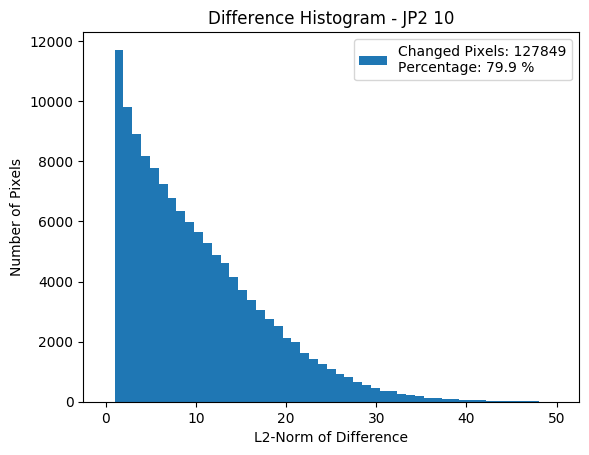 Difference Histogram - JP2 10
Changed Pixels: 127849
Percentage: 79.9 %
Number of Pixels
12000
10000
8000
6000
4000
2000
0
0 10 20 30 40 50
L2-Norm of Difference